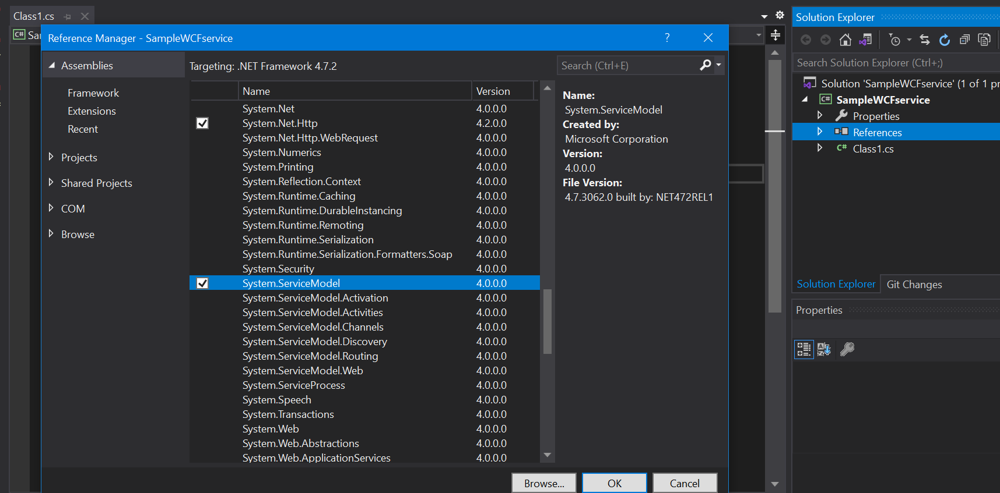 Class1.cs
C# Sar
Reference Manager - SampleWCFservice
?
Assemblies
Framework
Extensions
Recent
Projects
Shared Projects
COM
Browse
Targeting: .NET Framework 4.7.2
Search (Ctrl+E)
Name Version
System.Net 4.0.0.0
System.Net.Http 4.2.0.0
System.Net.Http.WebRequest 4.0.0.0
System.Numerics 4.0.0.0
System.Printing 4.0.0.0
System.Reflection.Context 4.0.0.0
System.Runtime.Caching 4.0.0.0
System.Runtime.DurableInstancing 4.0.0.0
System.Runtime.Remoting 4.0.0.0
System.Runtime.Serialization 4.0.0.0
System.Runtime.Serialization.Formatters.Soap 4.0.0.0
System.Security 4.0.0.0
System.ServiceModel 4.0.0.0
System.ServiceModel.Activation 4.0.0.0
System.ServiceModel.Activities 4.0.0.0
System.ServiceModel.Channels 4.0.0.0
System.ServiceModel.Discovery 4.0.0.0
System.ServiceModel.Routing 4.0.0.0
System.ServiceModel.Web 4.0.0.0
System.ServiceProcess 4.0.0.0
System.Speech 4.0.0.0
System.Transactions 4.0.0.0
System.Web 4.0.0.0
System.Web.Abstractions 4.0.0.0
System.Web.ApplicationServices 4.0.0.0
Name:
System.ServiceModel
Created by:
Microsoft Corporation
Version:
4.0.0.0
File Version:
4.7.3062.0 built by: NET472REL1
Browse...
OK
Cancel
Solution Explorer
Search Solution Explorer (Ctrl+;)
Solution 'SampleWCFservice' (1 of 1 pr
C# SampleWCFservice
Properties
References
C# Class1.cs
Solution Explorer
Git Changes
Properties